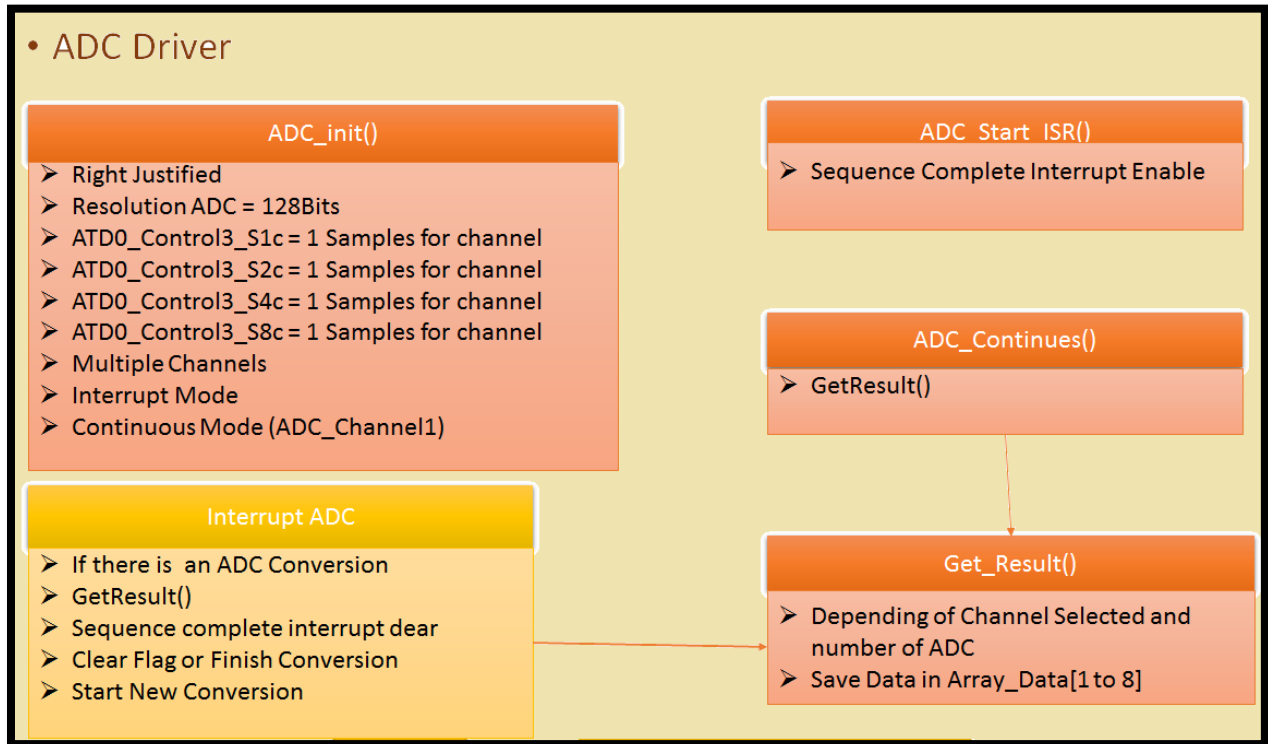 • ADC Driver
ADC_init()
➢ Right Justified
➢ Resolution ADC = 128Bits
➢ ATD0_Control3_S1c = 1 Samples for channel
➢ ATD0_Control3_S2c = 1 Samples for channel
➢ ATD0_Control3_S4c = 1 Samples for channel
➢ ATD0_Control3_S8c = 1 Samples for channel
➢ Multiple Channels
➢ Interrupt Mode
➢ Continuous Mode (ADC_Channel1)
ADC_Start_ISR()
➢ Sequence Complete Interrupt Enable
ADC_Continues()
➢ GetResult()
Interrupt ADC
➢ If there is an ADC Conversion
➢ GetResult()
➢ Sequence complete interrupt dear
➢ Clear Flag or Finish Conversion
➢ Start New Conversion
Get_Result()
➢ Depending of Channel Selected and
number of ADC
➢ Save Data in Array_Data[1 to 8]